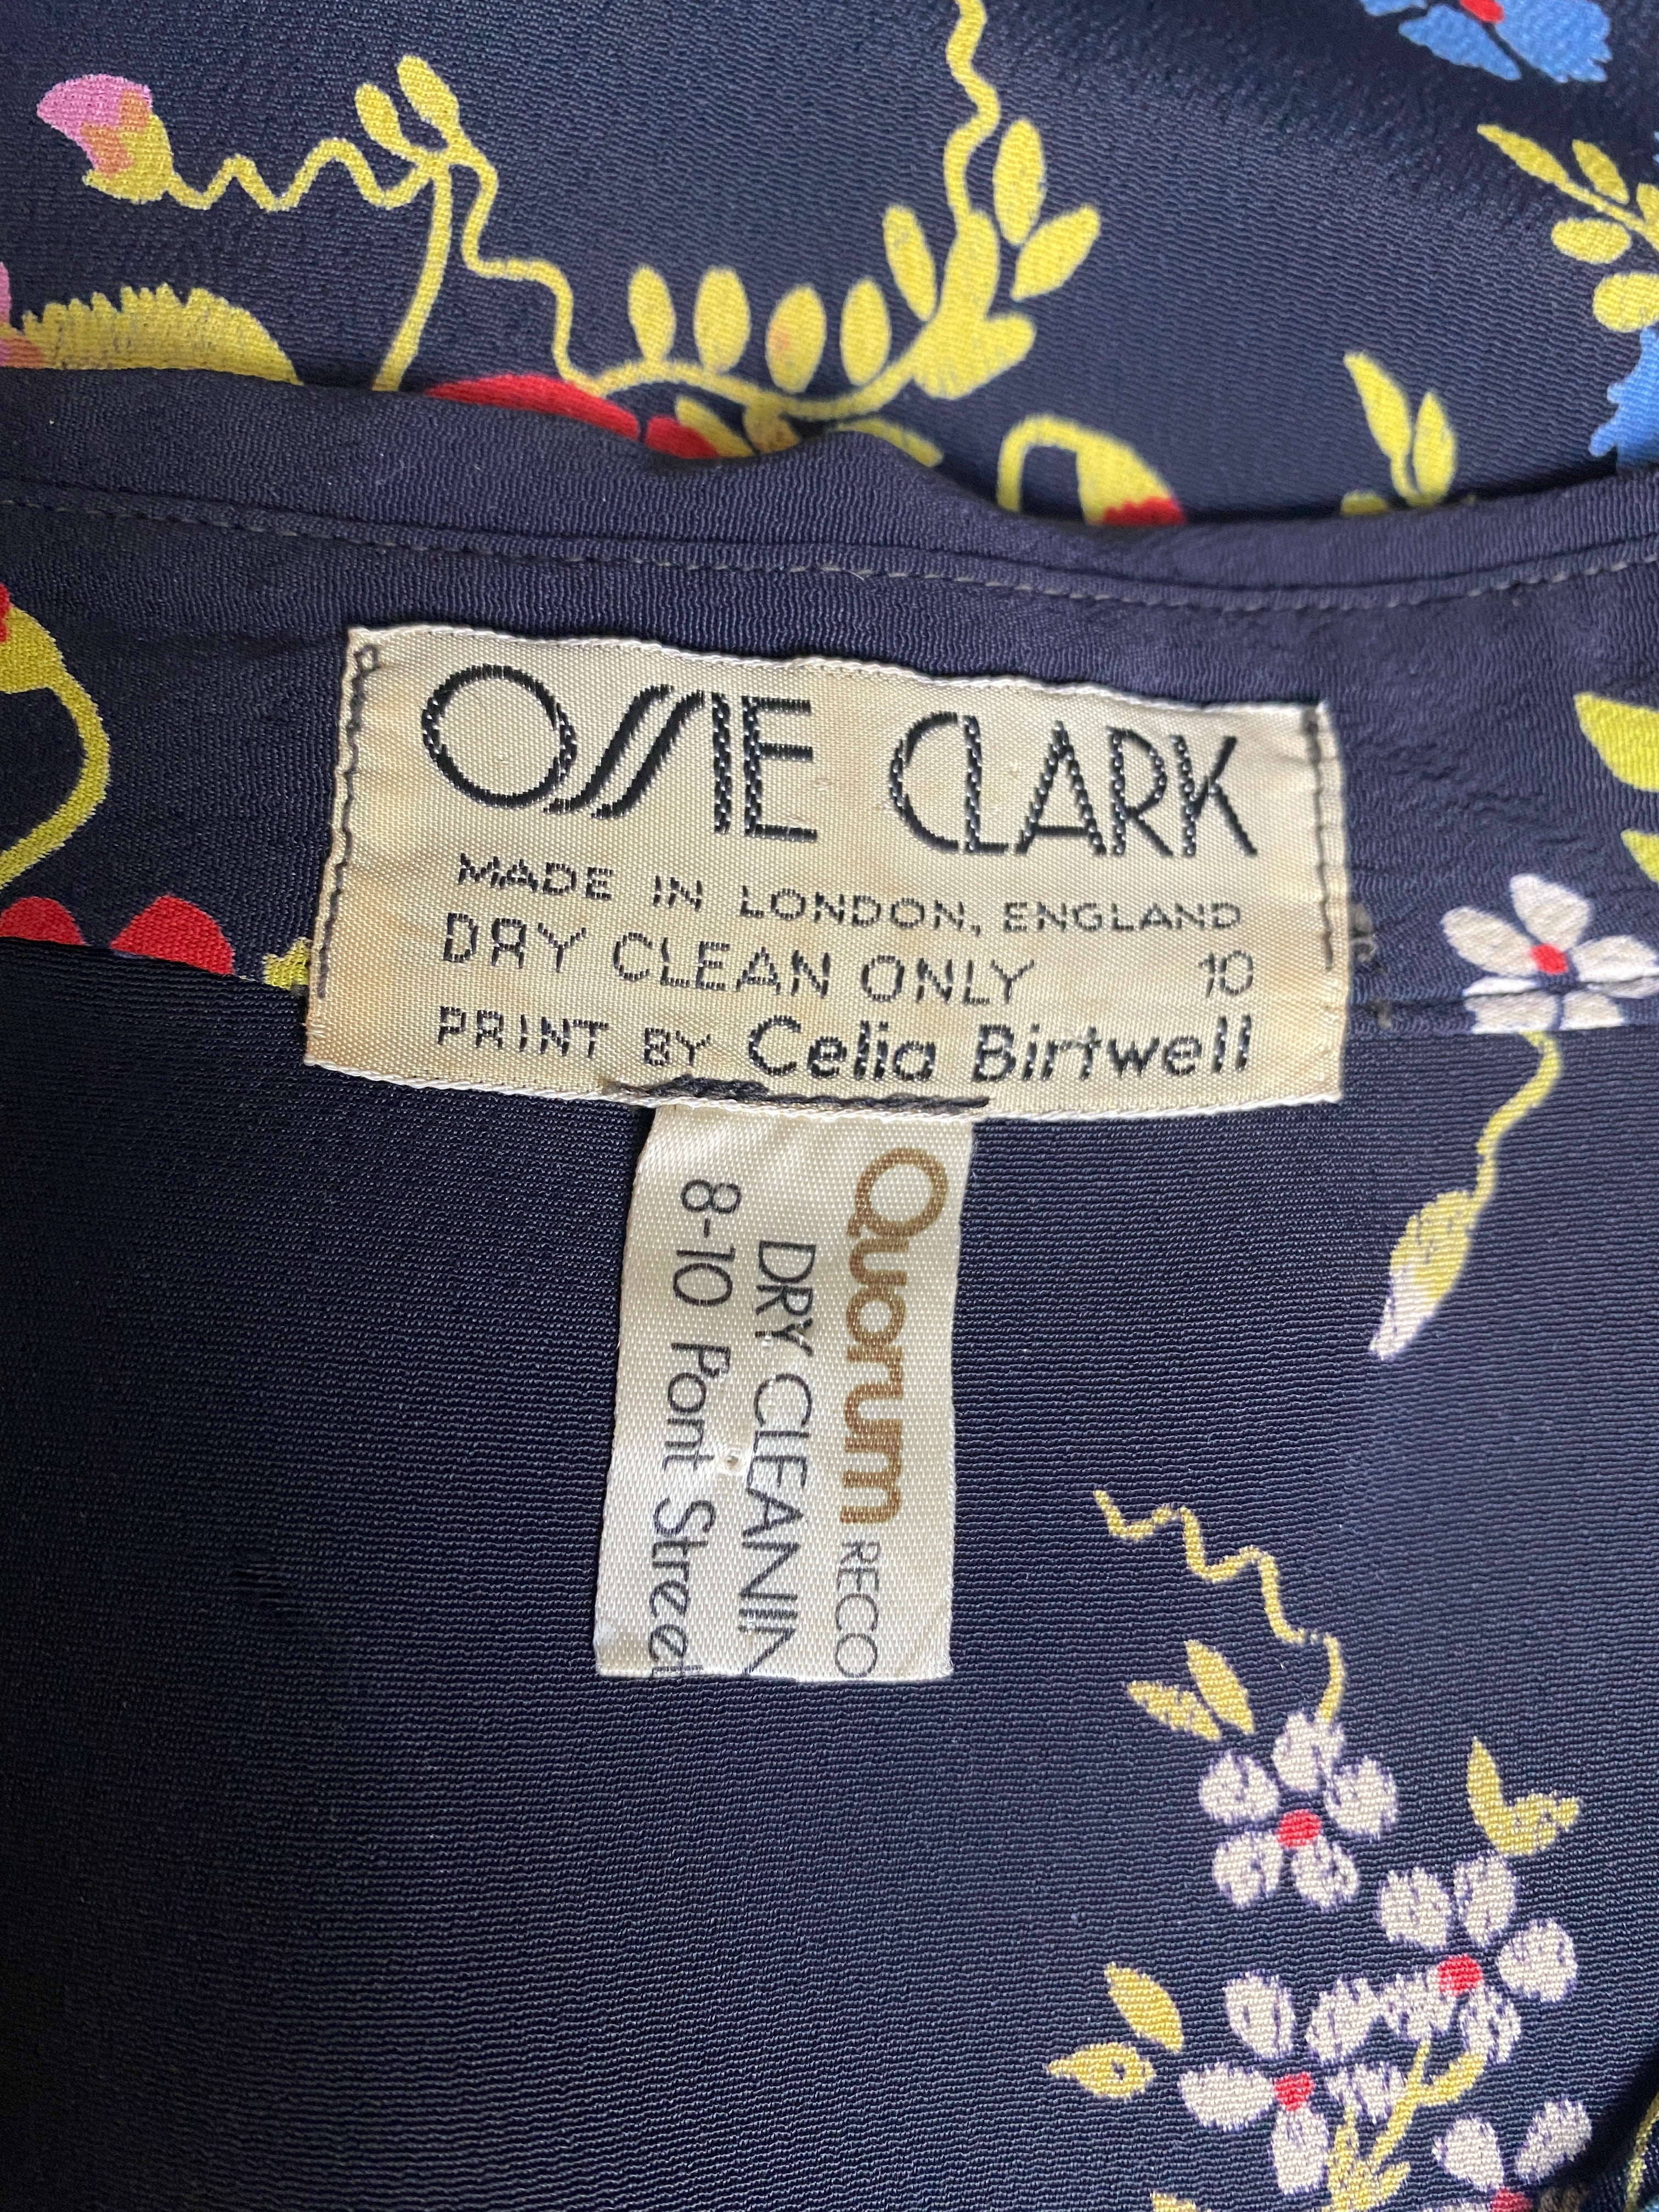 OSSIE CLARK
MADE IN LONDON, ENGLAND
DRY CLEAN ONLY 10
PRINT BY Celia Birtwell
Quorum RECO
DRY CLEANIN
8-10 Pont Street